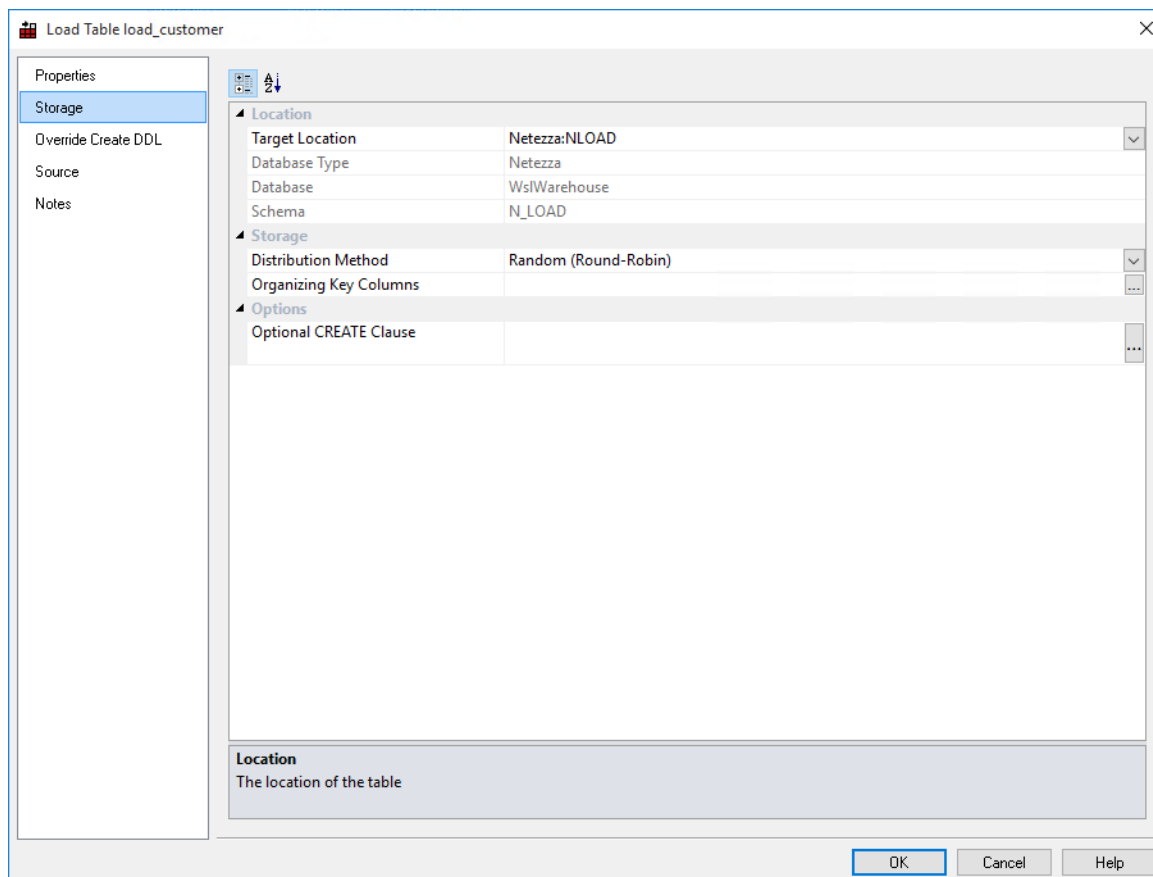 Load Table load_customer
Properties
Storage
Override Create DDL
Source
Notes
Location
Target Location Netezza:NLOAD
Database Type Netezza
Database WslWarehouse
Schema N_LOAD
Storage
Distribution Method Random (Round-Robin)
Organizing Key Columns
...
Options
Optional CREATE Clause
...
Location
The location of the table
OK Cancel Help